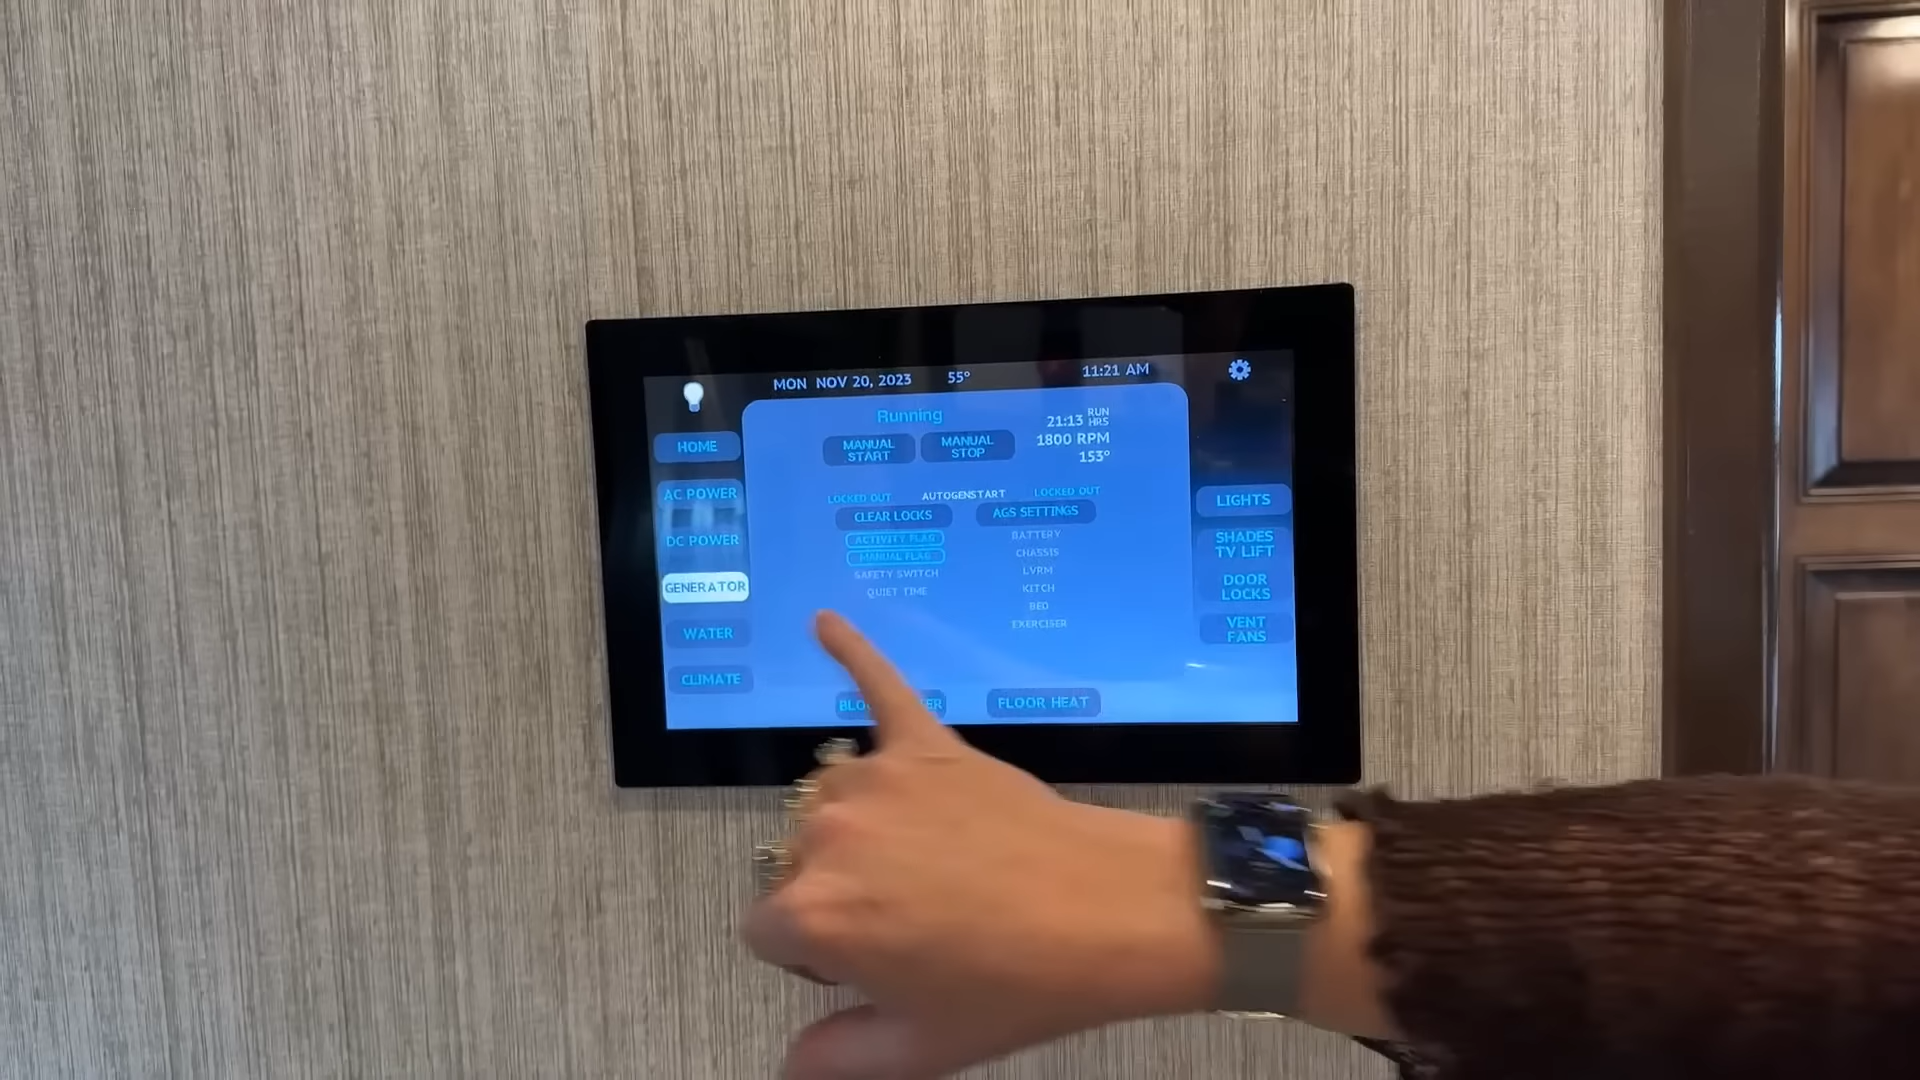 MON NOV 20, 2023 55° 11:21 AM
Running
21:13 RUN HRS
1800 RPM
153°
MANUAL START
MANUAL STOP
HOME
AC POWER
DC POWER
GENERATOR
WATER
CLIMATE
LOCKED OUT AUTOGENSTART LOCKED OUT
CLEAR LOCKS
ACTIVITY FLAG
MANUAL FLAG
SAFETY SWITCH
QUIET TIME
AGS SETTINGS
BATTERY
CHASSIS
LVRM
KITCH
BED
EXERCISER
FLOOR HEAT
LIGHTS
SHADES
TV LIFT
DOOR
LOCKS
VENT
FANS